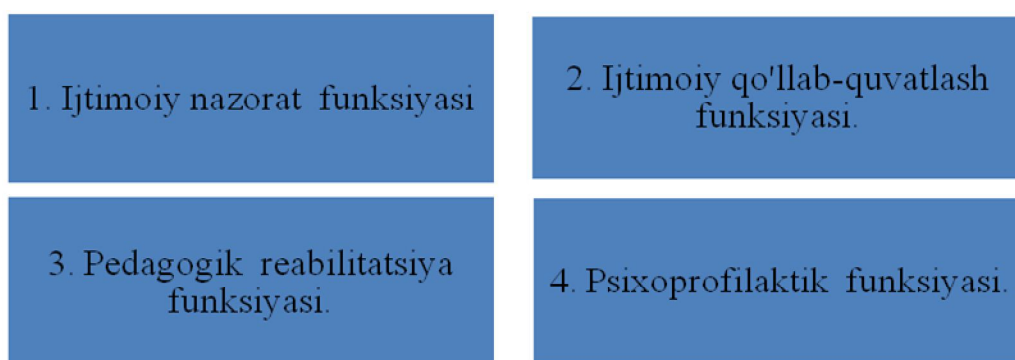 1. Ijtimoiy nazorat funksiyasi
2. Ijtimoiy qo'llab-quvatlash
funksiyasi.
3. Pedagogik reabilitatsiya
funksiyasi.
4. Psixoprofilaktik funksiyasi.